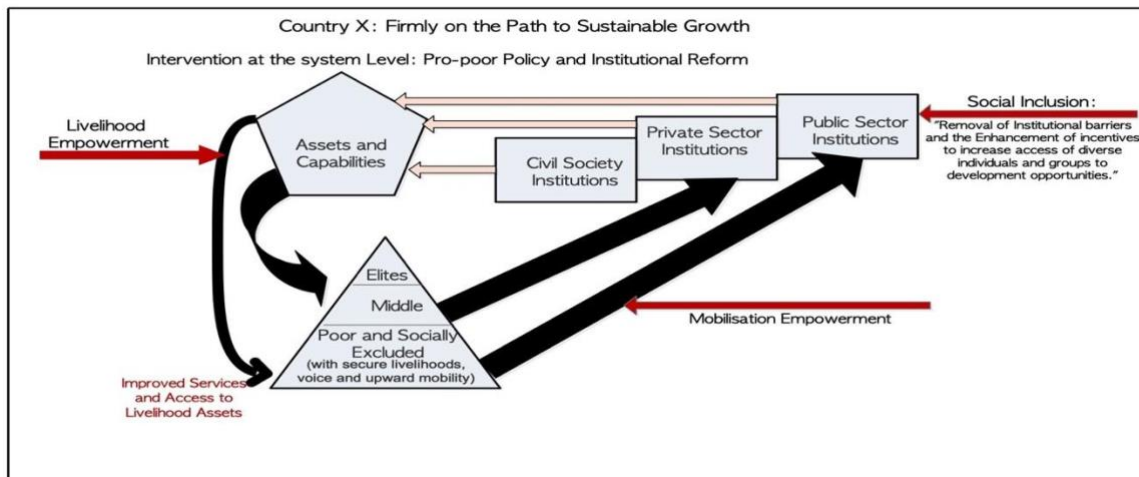 Country X: Firmly on the Path to Sustainable Growth
Intervention at the system Level: Pro-poor Policy and Institutional Reform
Livelihood
Empowerment
Assets and
Capabilities
Civil Society
Institutions
Private Sector
Institutions
Public Sector
Institutions
Social Inclusion:
"Removal of Institutional barriers
and the Enhancement of incentives
to increase access of diverse
individuals and groups to
development opportunities."
Elites
Middle
Poor and Socially
Excluded
(with secure livelihoods,
voice and upward mobility)
Mobilisation Empowerment
Improved Services
and Access to
Livelihood Assets